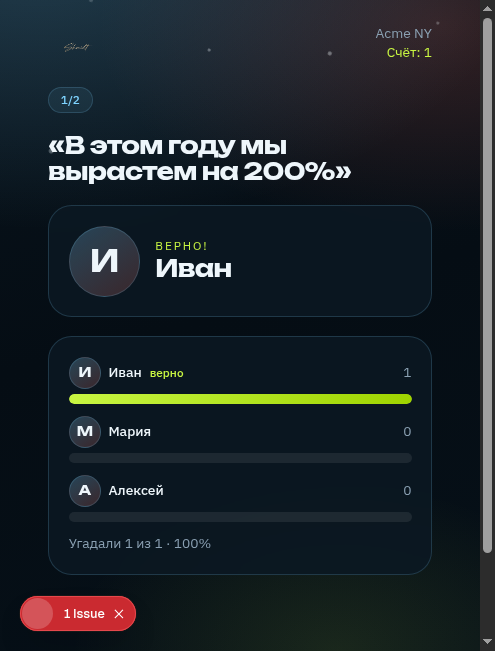 Acme NY
Счёт: 1
1/2
«В этом году мы
вырастем на 200%»
И
ВЕРНО!
Иван
И Иван верно 1
М Мария 0
А Алексей 0
Угадали 1 из 1 · 100%
1 Issue